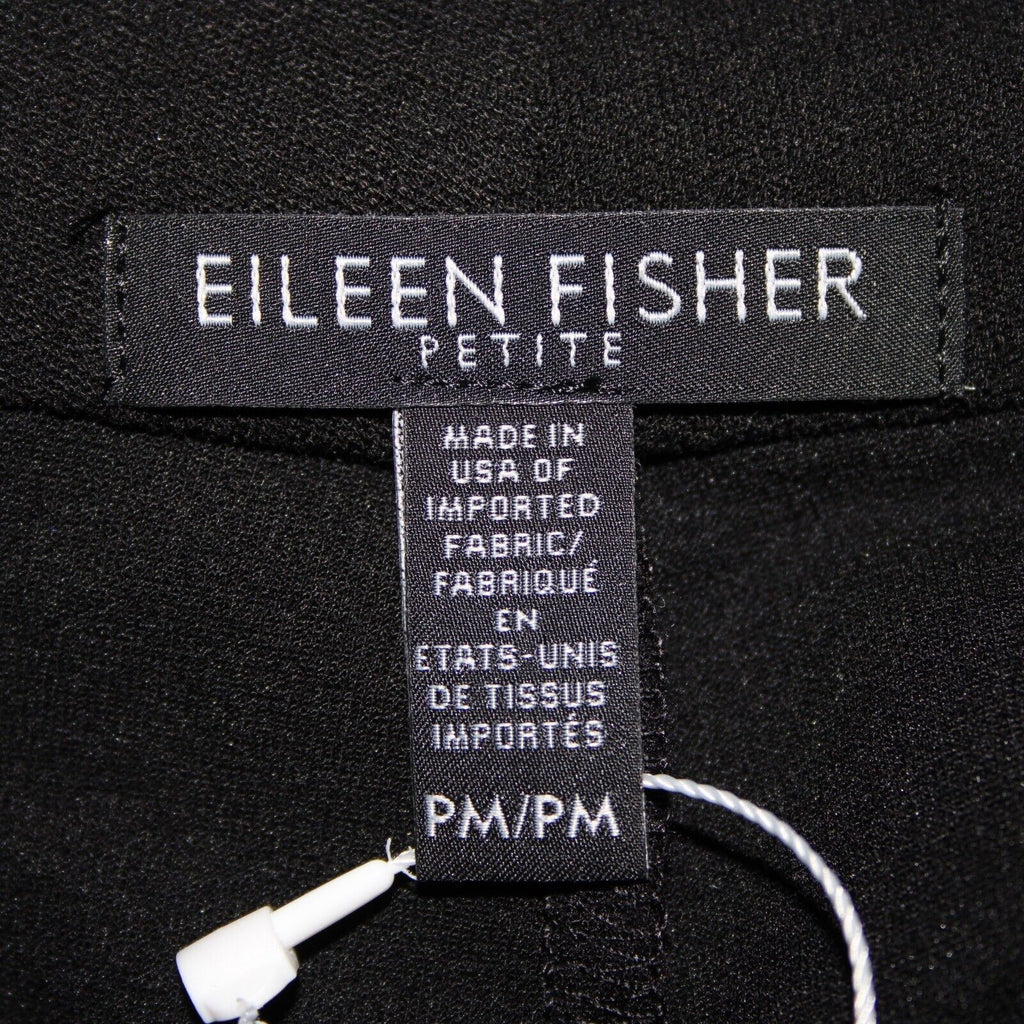 EILEEN FISHER
PETITE
MADE IN
USA OF
IMPORTED
FABRIC/
FABRIQUÉ
EN
ETATS-UNIS
DE TISSUS
IMPORTÉS
PM/PM